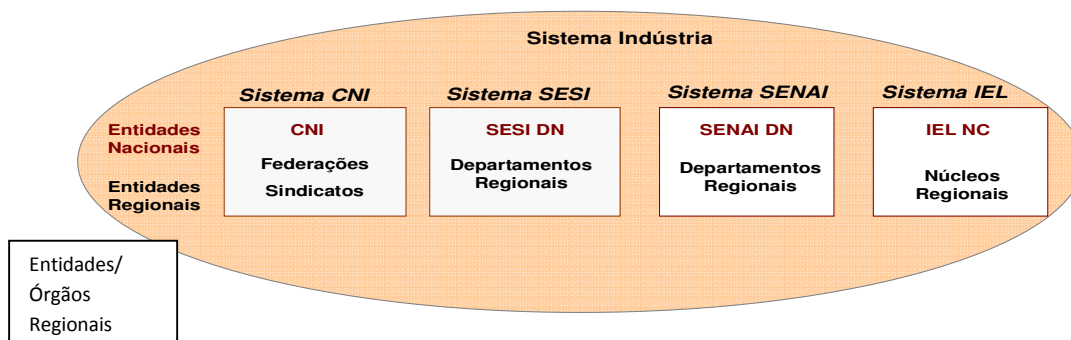 Sistema Indústria
Sistema CNI
Sistema SESI
Sistema SENAI
Sistema IEL
Entidades
Nacionais
Entidades
Regionais
CNI
Federações
Sindicatos
SESI DN
Departamentos
Regionais
SENAI DN
Departamentos
Regionais
IEL NC
Núcleos
Regionais
Entidades/
Órgãos
Regionais